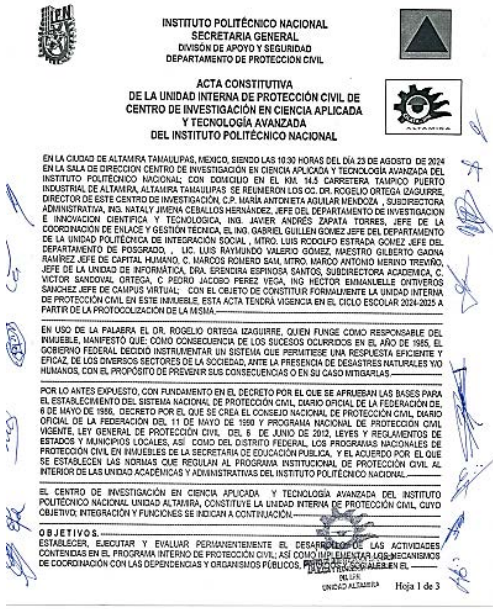 INSTITUTO POLITÉCNICO NACIONAL
SECRETARIA GENERAL
DIVISIÓN DE APOYO Y SEGURIDAD
DEPARTAMENTO DE PROTECCION CIVIL
ACTA CONSTITUTIVA
DE LA UNIDAD INTERNA DE PROTECCIÓN CIVIL DE
CENTRO DE INVESTIGACIÓN EN CIENCIA APLICADA
Y TECNOLOGÍA AVANZADA
DEL INSTITUTO POLITÉCNICO NACIONAL
ALTAMIRA
EN LA CIUDAD DE ALTAMIRA TAMAULIPAS, MEXICO, SIENDO LAS 10:30 HORAS DEL DÍA 23 DE AGOSTO DE 2024
EN LA SALA DE DIRECCION CENTRO DE INVESTIGACIÓN EN CIENCIA APLICADA Y TECNOLOGÍA AVANZADA DEL
INSTITUTO POLITÉCNICO NACIONAL; CON DOMICILIO EN EL KM. 14.5 CARRETERA TAMPICO PUERTO
INDUSTRIAL DE ALTAMIRA, ALTAMIRA TAMAULIPAS SE REUNIERON LOS CC. DR. ROGELIO ORTEGA IZAGUIRRE,
DIRECTOR DE ESTE CENTRO DE INVESTIGACIÓN, C.P. MARÍA ANTONIETA AGUILAR MENDOZA , SUBDIRECTORA
ADMINISTRATIVA, ING. NATALY JIMENA CEBALLOS HERNÁNDEZ, JEFE DEL DEPARTAMENTO DE INVESTIGACION
E INNOVACION CIENTIFICA Y TECNOLOGICA, ING. JAVIER ANDRÉS ZAPATA TORRES, JEFE DE LA
COORDINACIÓN DE ENLACE Y GESTIÓN TÉCNICA, EL ING. GABRIEL GUILLEN GOMEZ JEFE DEL DEPARTAMENTO
DE LA UNIDAD POLITÉCNICA DE INTEGRACIÓN SOCIAL , MTRO. LUIS RODOLFO ESTRADA GOMEZ JEFE DEL
DEPARTAMENTO DE POSGRADO, , LIC. LUIS RAYMUNDO VALERIO GÓMEZ, MAESTRO GILBERTO GAONA
RAMÍREZ JEFE DE CAPITAL HUMANO, C. MARCOS ROMERO SAM, MTRO. MARCO ANTONIO MERINO TREVIÑO,
JEFE DE LA UNIDAD DE INFORMÁTICA, DRA. ERENDIRA ESPINOSA SANTOS, SUBDIRECTORA ACADEMICA, C.
VICTOR SANDOVAL ORTEGA, C PEDRO JACOBO PEREZ VEGA, ING HECTOR EMMANUELLE ONTIVEROS
SANCHEZ JEFE DE CAMPUS VIRTUAL; CON EL OBJETO DE CONSTITUIR FORMALMENTE LA UNIDAD INTERNA
DE PROTECCIÓN CIVIL EN ESTE INMUEBLE, ESTA ACTA TENDRÁ VIGENCIA EN EL CICLO ESCOLAR 2024-2025 A
PARTIR DE LA PROTOCOLIZACIÓN DE LA MISMA.
EN USO DE LA PALABRA EL DR. ROGELIO ORTEGA IZAGUIRRE, QUIEN FUNGE COMO RESPONSABLE DEL
INMUEBLE, MANIFESTÓ QUE: COMO CONSECUENCIA DE LOS SUCESOS OCURRIDOS EN EL AÑO DE 1985, EL
GOBIERNO FEDERAL DECIDIÓ INSTRUMENTAR UN SISTEMA QUE PERMITIESE UNA RESPUESTA EFICIENTE Y
EFICAZ, DE LOS DIVERSOS SECTORES DE LA SOCIEDAD, ANTE LA PRESENCIA DE DESASTRES NATURALES Y/O
HUMANOS, CON EL PROPÓSITO DE PREVENIR SUS CONSECUENCIAS O EN SU CASO MITIGARLAS.
POR LO ANTES EXPUESTO, CON FUNDAMENTO EN EL DECRETO POR EL QUE SE APRUEBAN LAS BASES PARA
EL ESTABLECIMIENTO DEL SISTEMA NACIONAL DE PROTECCIÓN CIVIL, DIARIO OFICIAL DE LA FEDERACIÓN DEL
6 DE MAYO DE 1986, DECRETO POR EL QUE SE CREA EL CONSEJO NACIONAL DE PROTECCIÓN CIVIL, DIARIO
OFICIAL DE LA FEDERACIÓN DEL 11 DE MAYO DE 1990 Y PROGRAMA NACIONAL DE PROTECCIÓN CIVIL
VIGENTE, LEY GENERAL DE PROTECCIÓN CIVIL, DEL 6 DE JUNIO DE 2012, LEYES Y REGLAMENTOS DE
ESTADOS Y MUNICIPIOS LOCALES, ASÍ COMO DEL DISTRITO FEDERAL, LOS PROGRAMAS NACIONALES DE
PROTECCIÓN CIVIL EN INMUEBLES DE LA SECRETARIA DE EDUCACIÓN PUBLICA, Y EL ACUERDO POR EL QUE
SE ESTABLECEN LAS NORMAS QUE REGULAN AL PROGRAMA INSTITUCIONAL DE PROTECCIÓN CIVIL AL
INTERIOR DE LAS UNIDAD ACADÉMICAS Y ADMINISTRATIVAS DEL INSTITUTO POLITÉCNICO NACIONAL.
EL CENTRO DE INVESTIGACIÓN EN CIENCIA APLICADA Y TECNOLOGÍA AVANZADA DEL INSTITUTO
POLITÉCNICO NACIONAL UNIDAD ALTAMIRA, CONSTITUYE LA UNIDAD INTERNA DE PROTECCIÓN CIVIL, CUYO
OBJETIVO; INTEGRACIÓN Y FUNCIONES SE INDICAN A CONTINUACIÓN:
OBJETIVOS.
ESTABLECER, EJECUTAR Y EVALUAR PERMANENTEMENTE EL DESARROLLO DE LAS ACTIVIDADES
CONTENIDAS EN EL PROGRAMA INTERNO DE PROTECCIÓN CIVIL; ASÍ COMO IMPLEMENTAR LOS MECANISMOS
DE COORDINACIÓN CON LAS DEPENDENCIAS Y ORGANISMOS PÚBLICOS, PRIVADOS Y SOCIALES EN EL
DEL IPN
UNIDAD ALTAMIRA
Hoja 1 de 3